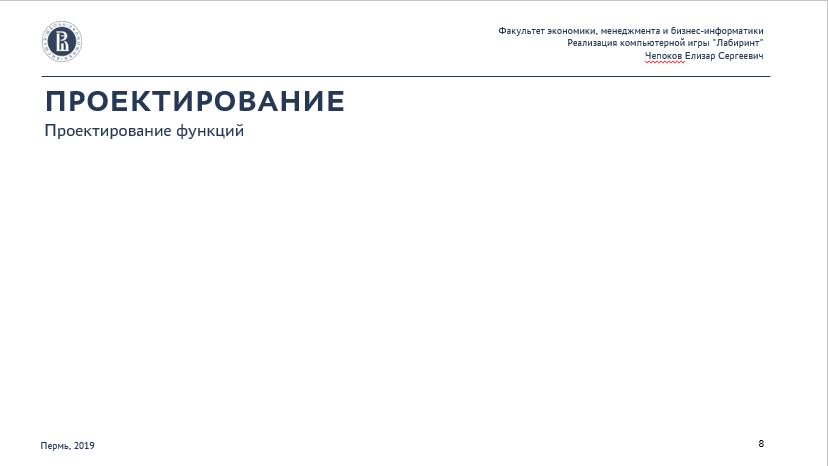 Факультет экономики, менеджмента и бизнес-информатики
Реализация компьютерной игры "Лабиринт"
Чепоков Елизар Сергеевич
ПРОЕКТИРОВАНИЕ
Проектирование функций
Пермь, 2019
8